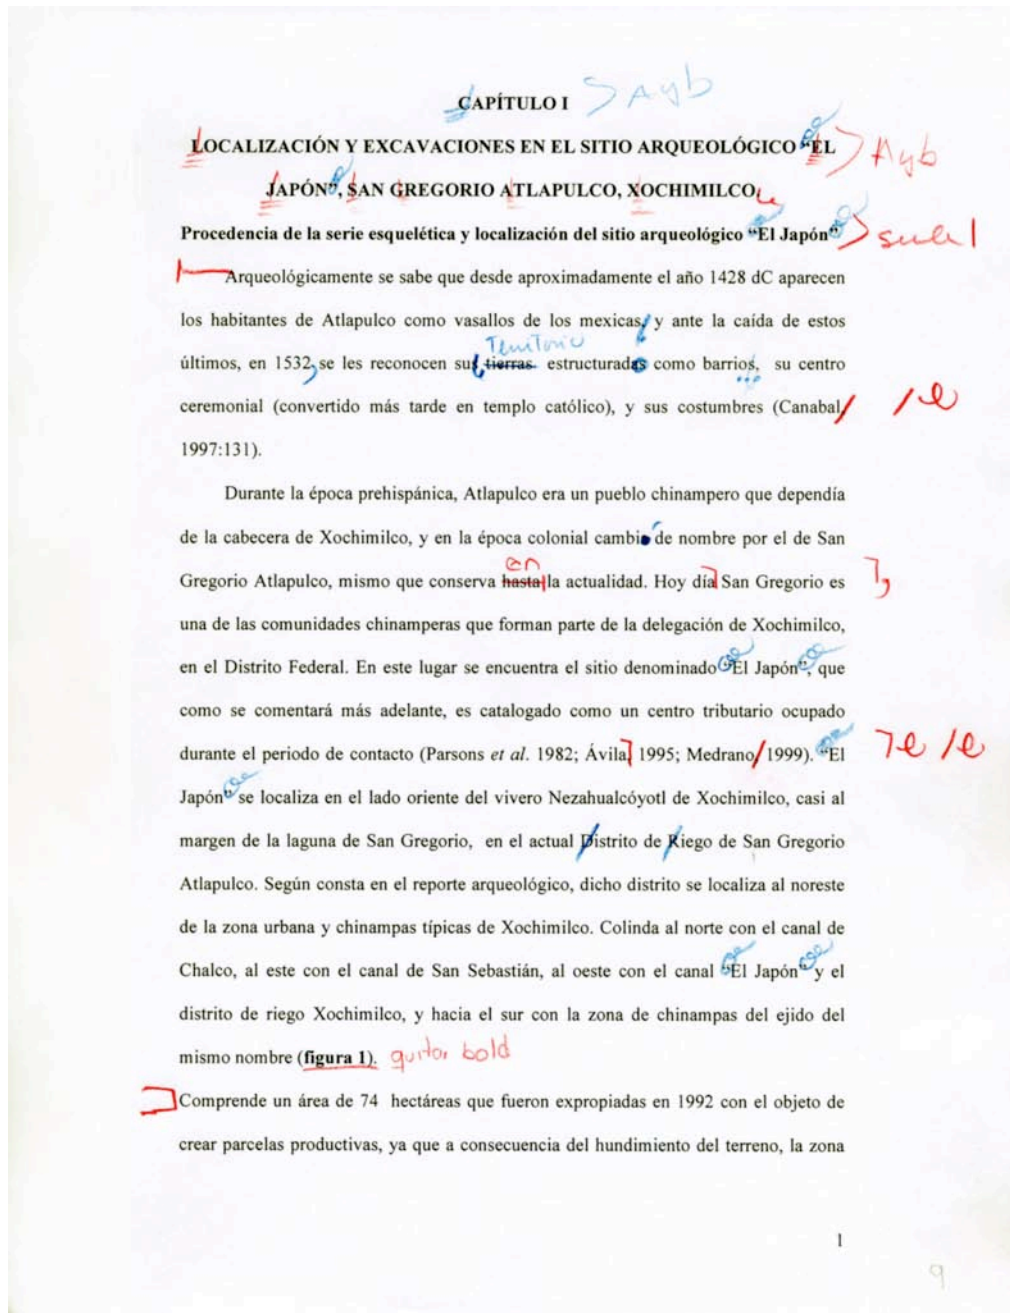 CAPÍTULO I > Ayb
LOCALIZACIÓN Y EXCAVACIONES EN EL SITIO ARQUEOLÓGICO “EL > Ayb
JAPÓN”, SAN GREGORIO ATLAPULCO, XOCHIMILCO.
Procedencia de la serie esquelética y localización del sitio arqueológico “El Japón”
Arqueológicamente se sabe que desde aproximadamente el año 1428 dC aparecen
los habitantes de Atlapulco como vasallos de los mexicas, y ante la caída de estos
Territorio
últimos, en 1532, se les reconocen sus tierras estructuradas como barrios, su centro
ceremonial (convertido más tarde en templo católico), y sus costumbres (Canabal,
1997:131).
Durante la época prehispánica, Atlapulco era un pueblo chinampero que dependía
de la cabecera de Xochimilco, y en la época colonial cambió de nombre por el de San
en
Gregorio Atlapulco, mismo que conserva hasta la actualidad. Hoy día San Gregorio es
una de las comunidades chinamperas que forman parte de la delegación de Xochimilco,
en el Distrito Federal. En este lugar se encuentra el sitio denominado “El Japón”, que
como se comentará más adelante, es catalogado como un centro tributario ocupado
durante el periodo de contacto (Parsons et al. 1982; Ávila, 1995; Medrano, 1999). “El
Japón” se localiza en el lado oriente del vivero Nezahualcóyotl de Xochimilco, casi al
margen de la laguna de San Gregorio, en el actual Distrito de Riego de San Gregorio
Atlapulco. Según consta en el reporte arqueológico, dicho distrito se localiza al noreste
de la zona urbana y chinampas típicas de Xochimilco. Colinda al norte con el canal de
Chalco, al este con el canal de San Sebastián, al oeste con el canal “El Japón” y el
distrito de riego Xochimilco, y hacia el sur con la zona de chinampas del ejido del
mismo nombre (figura 1). quitar bold
Comprende un área de 74 hectáreas que fueron expropiadas en 1992 con el objeto de
crear parcelas productivas, ya que a consecuencia del hundimiento del terreno, la zona
1
9